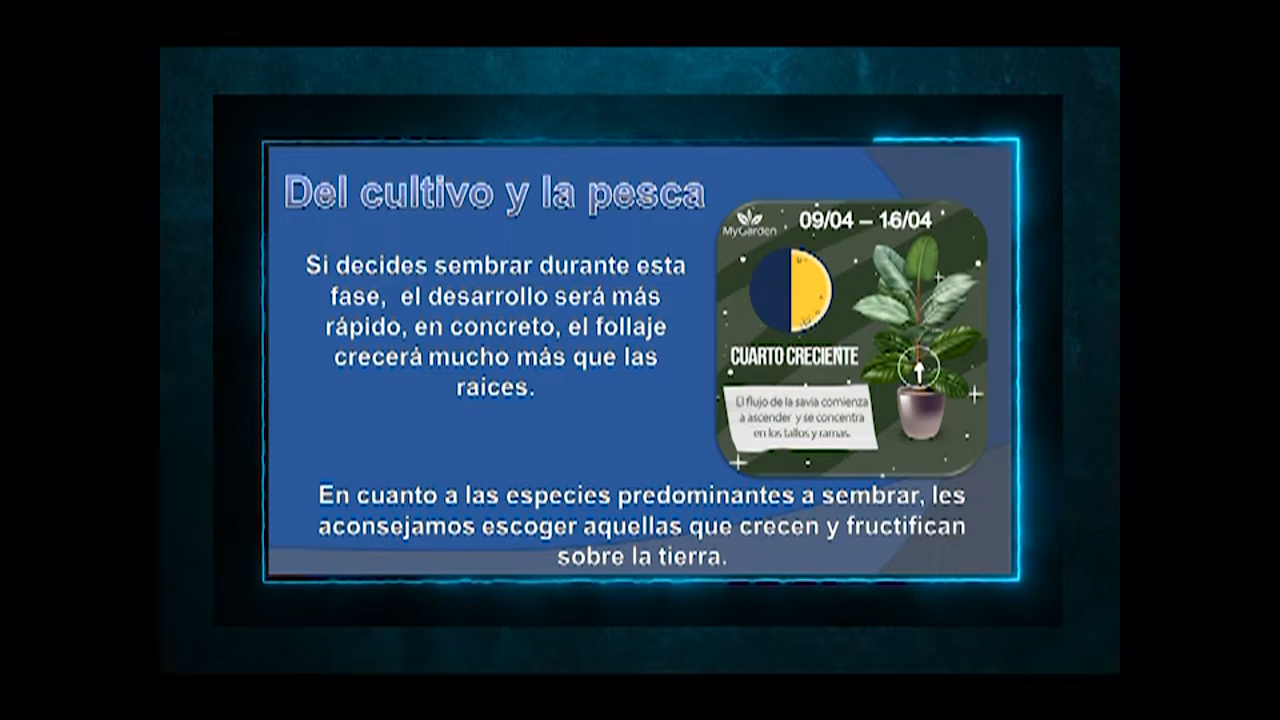 Del cultivo y la pesca
Si decides sembrar durante esta
fase, el desarrollo será más
rápido, en concreto, el follaje
crecerá mucho más que las
raices.
MyGarden
09/04 – 16/04
CUARTO CRECIENTE
El flujo de la savia comienza
a ascender y se concentra
en los tallos y ramas.
En cuanto a las especies predominantes a sembrar, les
aconsejamos escoger aquellas que crecen y fructifican
sobre la tierra.